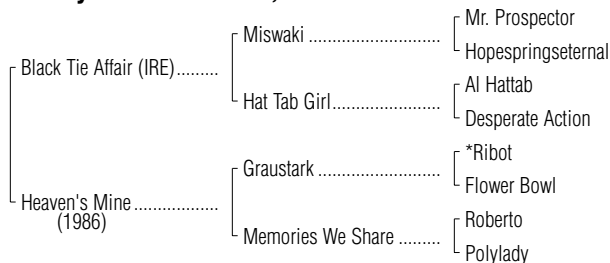 Mr. Prospector
Miswaki
Hopespringseternal
Black Tie Affair (IRE)
Al Hattab
Hat Tab Girl
Desperate Action
*Ribot
Graustark
Flower Bowl
Heaven's Mine
(1986)
Roberto
Memories We Share
Polylady